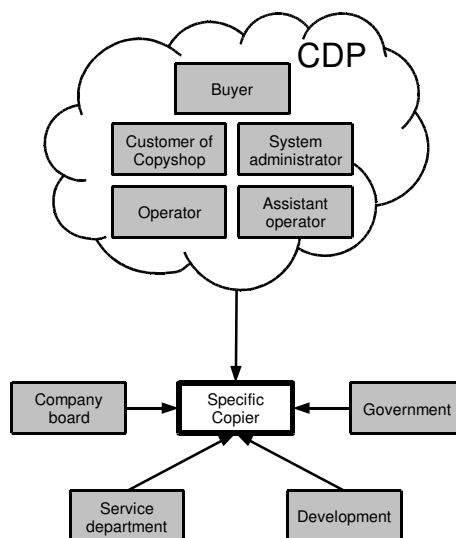 CDP
Buyer
Customer of
Copyshop
System
administrator
Operator
Assistant
operator
Company
board
Specific
Copier
Government
Service
department
Development